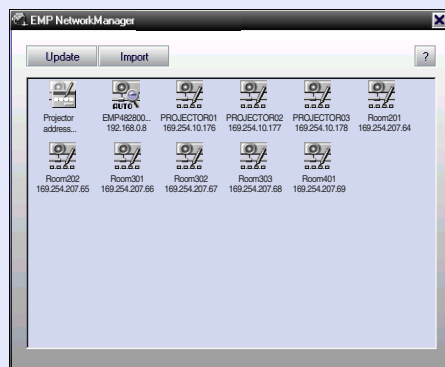 EMP NetworkManager
Update Import ?
AUTO
Projector EMP482800... PROJECTOR01 PROJECTOR02 PROJECTOR03 Room201
address... 192.168.0.8 169.254.10.176 169.254.10.177 169.254.10.178 169.254.207.64
Room202 Room301 Room302 Room303 Room401
169.254.207.65 169.254.207.66 169.254.207.67 169.254.207.68 169.254.207.69